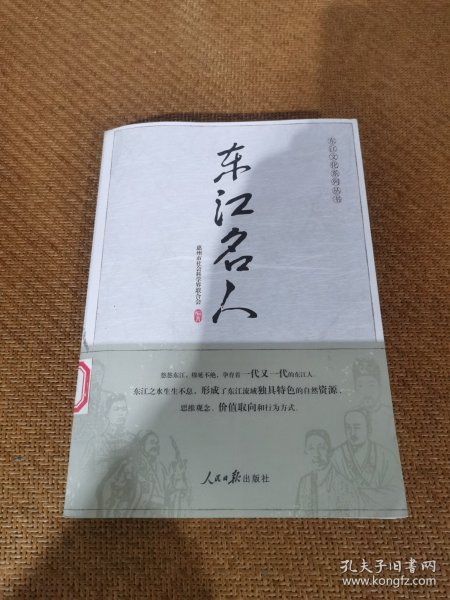 东江文化系列丛书
东江名人
惠州市社会科学界联合会
编著
悠悠东江,绵延不绝,孕育着一代又一代的东江人。
东江之水生生不息,形成了东江流域独具特色的自然资源、
思维观念、价值取向和行为方式。
人民日报出版社
孔夫子旧书网
www.kongfz.com